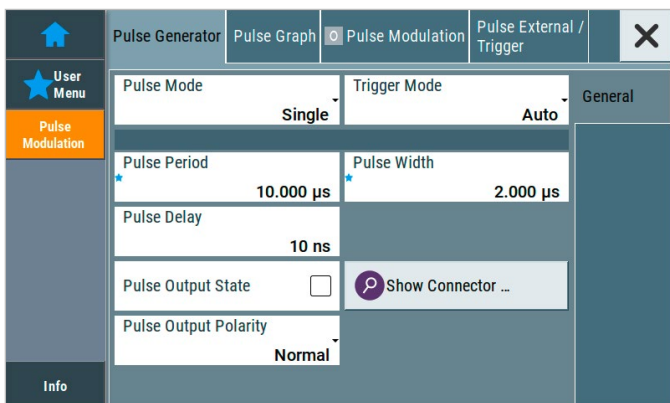 Pulse Generator
Pulse Graph
O Pulse Modulation
Pulse External /
Trigger
User
Menu
Pulse
Modulation
Info
Pulse Mode
Single
Trigger Mode
Auto
General
Pulse Period
10.000 µs
Pulse Width
2.000 µs
Pulse Delay
10 ns
Pulse Output State
Show Connector ...
Pulse Output Polarity
Normal